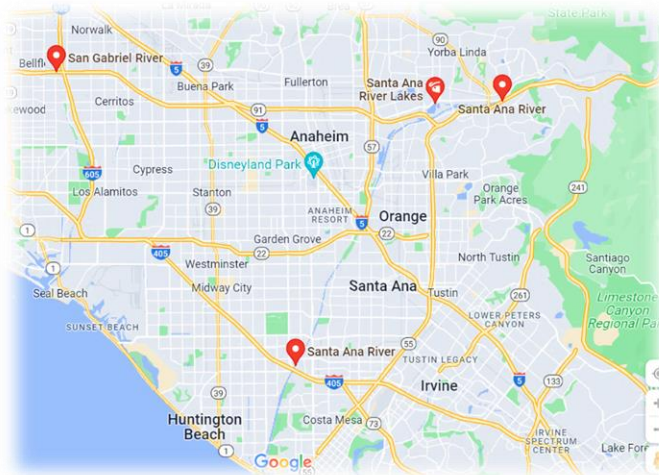 State Park
Norwalk
90
Yorba Linda
San Gabriel River
Bellfl
5
39
Fullerton
Santa Ana
River Lakes
Buena Park
Cerritos
91
Santa Ana River
5
Anaheim
57
Disneyland Park
605
Cypress
Villa Park
241
Los Alamitos
Stanton
Orange
Park Acres
ANAHEIM
RESORT
Orange
1
39
5
22
Garden Grove
405
22
North Tustin
Santiago
Canyon
1
Westminster
Midway City
Santa Ana
Seal Beach
Tustin
261
Limestone
Canyon
Regional Pa
SUNSET BEACH
LOWER PETERS
CANYON
1
55
Santa Ana River
TUSTIN LEGACY
405
Irvine
5
133
39
Huntington
Beach
Costa Mesa
73
IRVINE
SPECTRUM
CENTER
1
Lake Fore
Google